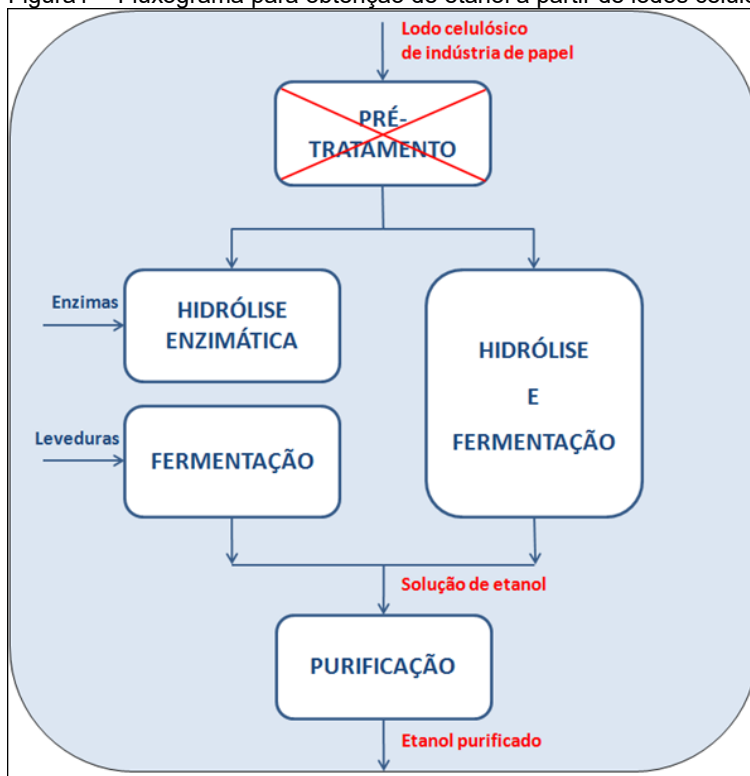 Lodo celulósico
de indústria de papel
PRÉ-
TRATAMENTO
Enzimas
HIDRÓLISE
ENZIMÁTICA
HIDRÓLISE
E
FERMENTAÇÃO
Leveduras
FERMENTAÇÃO
Solução de etanol
PURIFICAÇÃO
Etanol purificado